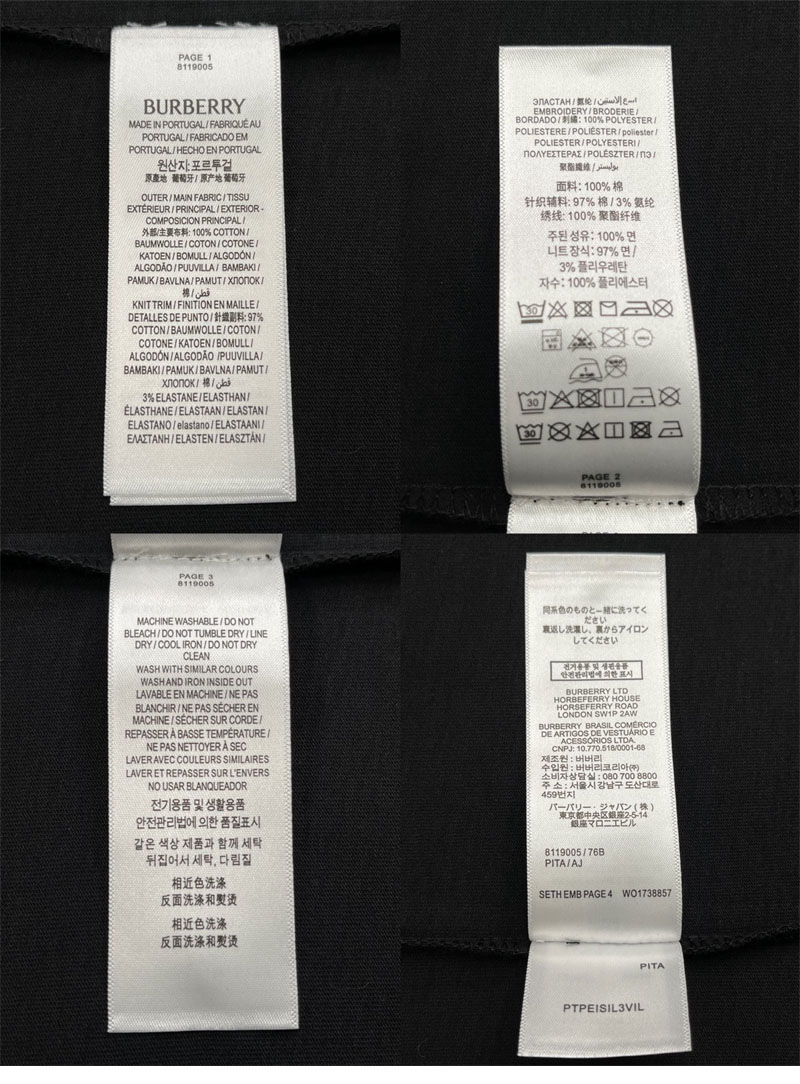 PAGE 1
8119005
BURBERRY
MADE IN PORTUGAL / FABRIQUÉ AU
PORTUGAL / FABRICADO EM
PORTUGAL / HECHO EN PORTUGAL
원산지:포르투갈
原產地 葡萄牙 / 原产地 葡萄牙
OUTER / MAIN FABRIC / TISSU
EXTÉRIEUR / PRINCIPAL / EXTERIOR -
COMPOSICION PRINCIPAL /
外部/主要布料: 100% COTTON /
BAUMWOLLE / COTON / COTONE /
KATOEN / BOMULL / ALGODÓN /
ALGODÃO / PUUVILLA / BAMBAKI /
PAMUK / BAVLNA / PAMUT / ХЛОПОК /
棉 / قطن /
KNIT TRIM / FINITION EN MAILLE /
DETALLES DE PUNTO / 針織副料: 97%
COTTON / BAUMWOLLE / COTON /
COTONE / KATOEN / BOMULL /
ALGODÓN / ALGODÃO /PUUVILLA /
BAMBAKI / PAMUK / BAVLNA / PAMUT /
ХЛОПОК / 棉 / قطن /
3% ELASTANE / ELASTHAN /
ÉLASTHANE / ELASTAAN / ELASTAN /
ELASTANO / elastano / ELASTAANI /
ΕΛΑΣΤΑΝΗ / ELASTEN / ELASZTÁN /
ЭЛАСТАН / 氨纶 /
EMBROIDERY / BRODERIE /
BORDADO / 刺繡: 100% POLYESTER /
POLIESTERE / POLIÉSTER / poliester /
POLIESTER / POLYESTERI /
ΠΟΛΥΕΣΤΕΡΑΣ / POLÉSZTER / ПЭ /
聚酯纖維 / بوليستر /
面料: 100% 棉
针织辅料: 97% 棉 / 3% 氨纶
绣线: 100% 聚酯纤维
주된 성유: 100% 면
니트 장식: 97% 면 /
3% 폴리우레탄
자수: 100% 폴리에스터
30
30
30
PAGE 2
8119005
PAGE 3
8119005
MACHINE WASHABLE / DO NOT
BLEACH / DO NOT TUMBLE DRY / LINE
DRY / COOL IRON / DO NOT DRY
CLEAN
WASH WITH SIMILAR COLOURS
WASH AND IRON INSIDE OUT
LAVABLE EN MACHINE / NE PAS
BLANCHIR / NE PAS SÉCHER EN
MACHINE / SÉCHER SUR CORDE /
REPASSER À BASSE TEMPÉRATURE /
NE PAS NETTOYER À SEC
LAVER AVEC COULEURS SIMILAIRES
LAVER ET REPASSER SUR L'ENVERS
NO USAR BLANQUEADOR
전기용품 및 생활용품
안전관리법에 의한 품질표시
같은 색상 제품과 함께 세탁
뒤집어서 세탁, 다림질
相近色洗涤
反面洗涤和熨烫
相近色洗涤
反面洗涤和熨烫
同系色のものと一緒に洗ってく
ださい
裏返し洗濯し、裏からアイロン
してください
전기용품 및 생활용품
안전관리법에 의한 표시
BURBERRY LTD
HORBEFERRY HOUSE
HORSEFERRY ROAD
LONDON SW1P 2AW
BURBERRY BRASIL COMÉRCIO
DE ARTIGOS DE VESTUÁRIO E
ACESSÓRIOS LTDA.
CNPJ: 10.770.518/0001-68
제조원 : 버버리
수입원 : 버버리코리아㈜
소비자상담실 : 080 700 8800
주 소 : 서울시 강남구 도산대로
459번지
バーバリー・ジャパン (株)
東京都中央区銀座2-5-14
銀座マロニエビル
8119005 / 76B
PITA / AJ
SETH EMB PAGE 4 WO1738857
PITA
PTPEISIL3VIL